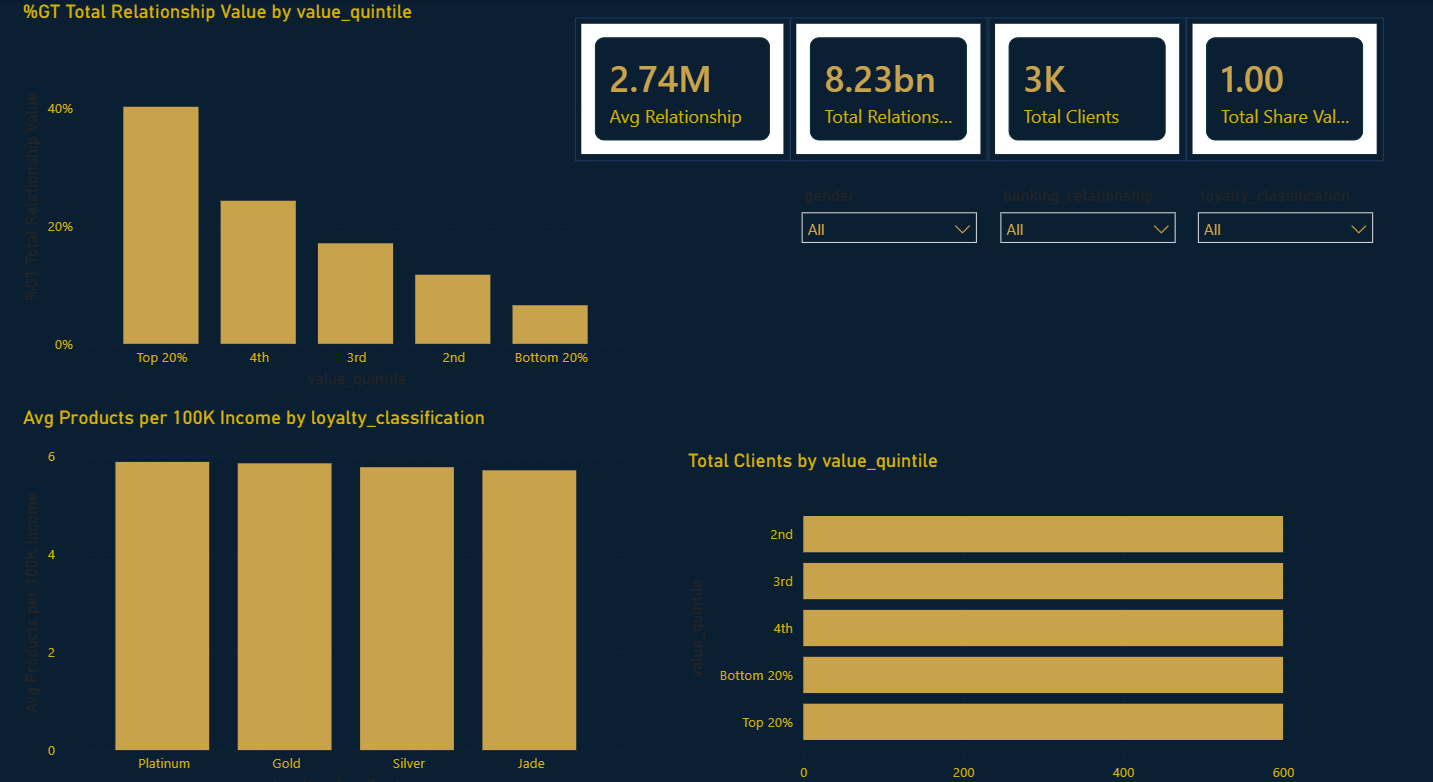 %GT Total Relationship Value by value_quintile
%GT Total Relationship Value
40%
20%
0%
Top 20%
4th
3rd
2nd
Bottom 20%
value_quintile
2.74M
Avg Relationship
8.23bn
Total Relations...
3K
Total Clients
1.00
Total Share Val...
gender
All
banking_relationship
All
loyalty_classification
All
Avg Products per 100K Income by loyalty_classification
Avg Products per 100K Income
6
4
2
0
Platinum
Gold
Silver
Jade
Total Clients by value_quintile
value_quintile
2nd
3rd
4th
Bottom 20%
Top 20%
0
200
400
600